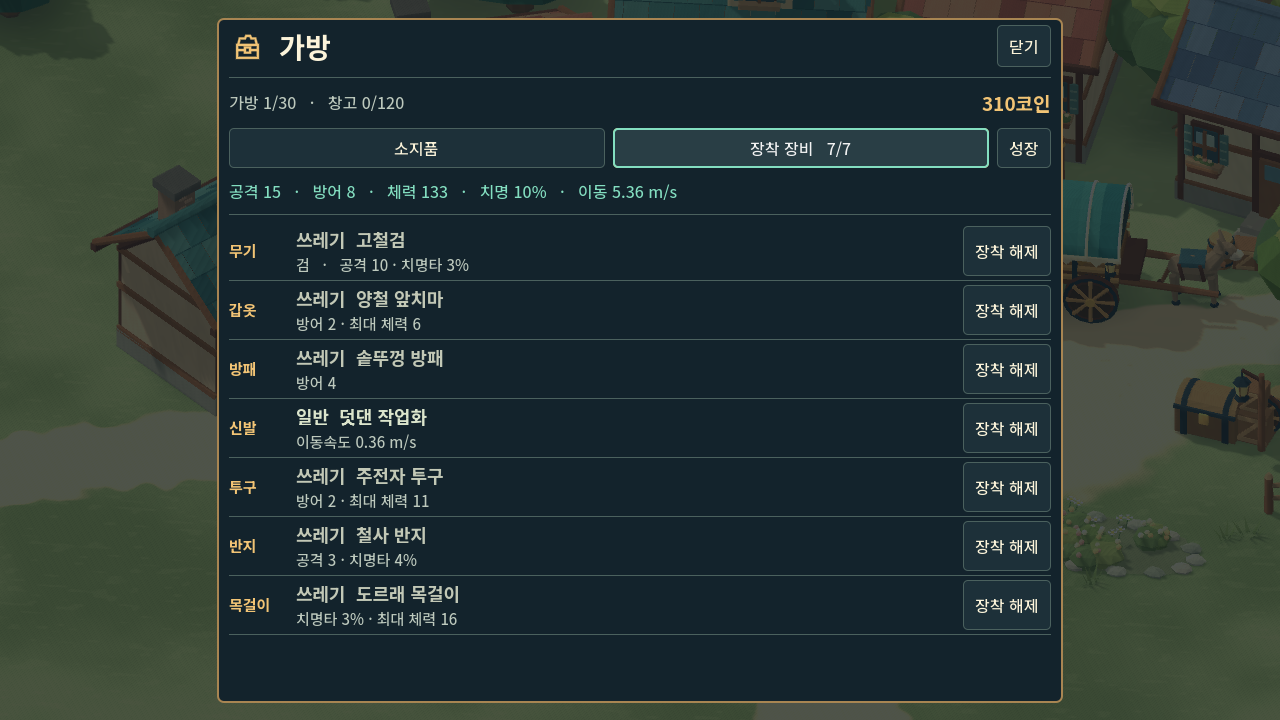 가방
닫기
가방 1/30 · 창고 0/120
310코인
소지품
장착 장비 7/7
성장
공격 15 · 방어 8 · 체력 133 · 치명 10% · 이동 5.36 m/s
무기
쓰레기 고철검
검 · 공격 10 · 치명타 3%
장착 해제
갑옷
쓰레기 양철 앞치마
방어 2 · 최대 체력 6
장착 해제
방패
쓰레기 솥뚜껑 방패
방어 4
장착 해제
신발
일반 덧댄 작업화
이동속도 0.36 m/s
장착 해제
투구
쓰레기 주전자 투구
방어 2 · 최대 체력 11
장착 해제
반지
쓰레기 철사 반지
공격 3 · 치명타 4%
장착 해제
목걸이
쓰레기 도르래 목걸이
치명타 3% · 최대 체력 16
장착 해제